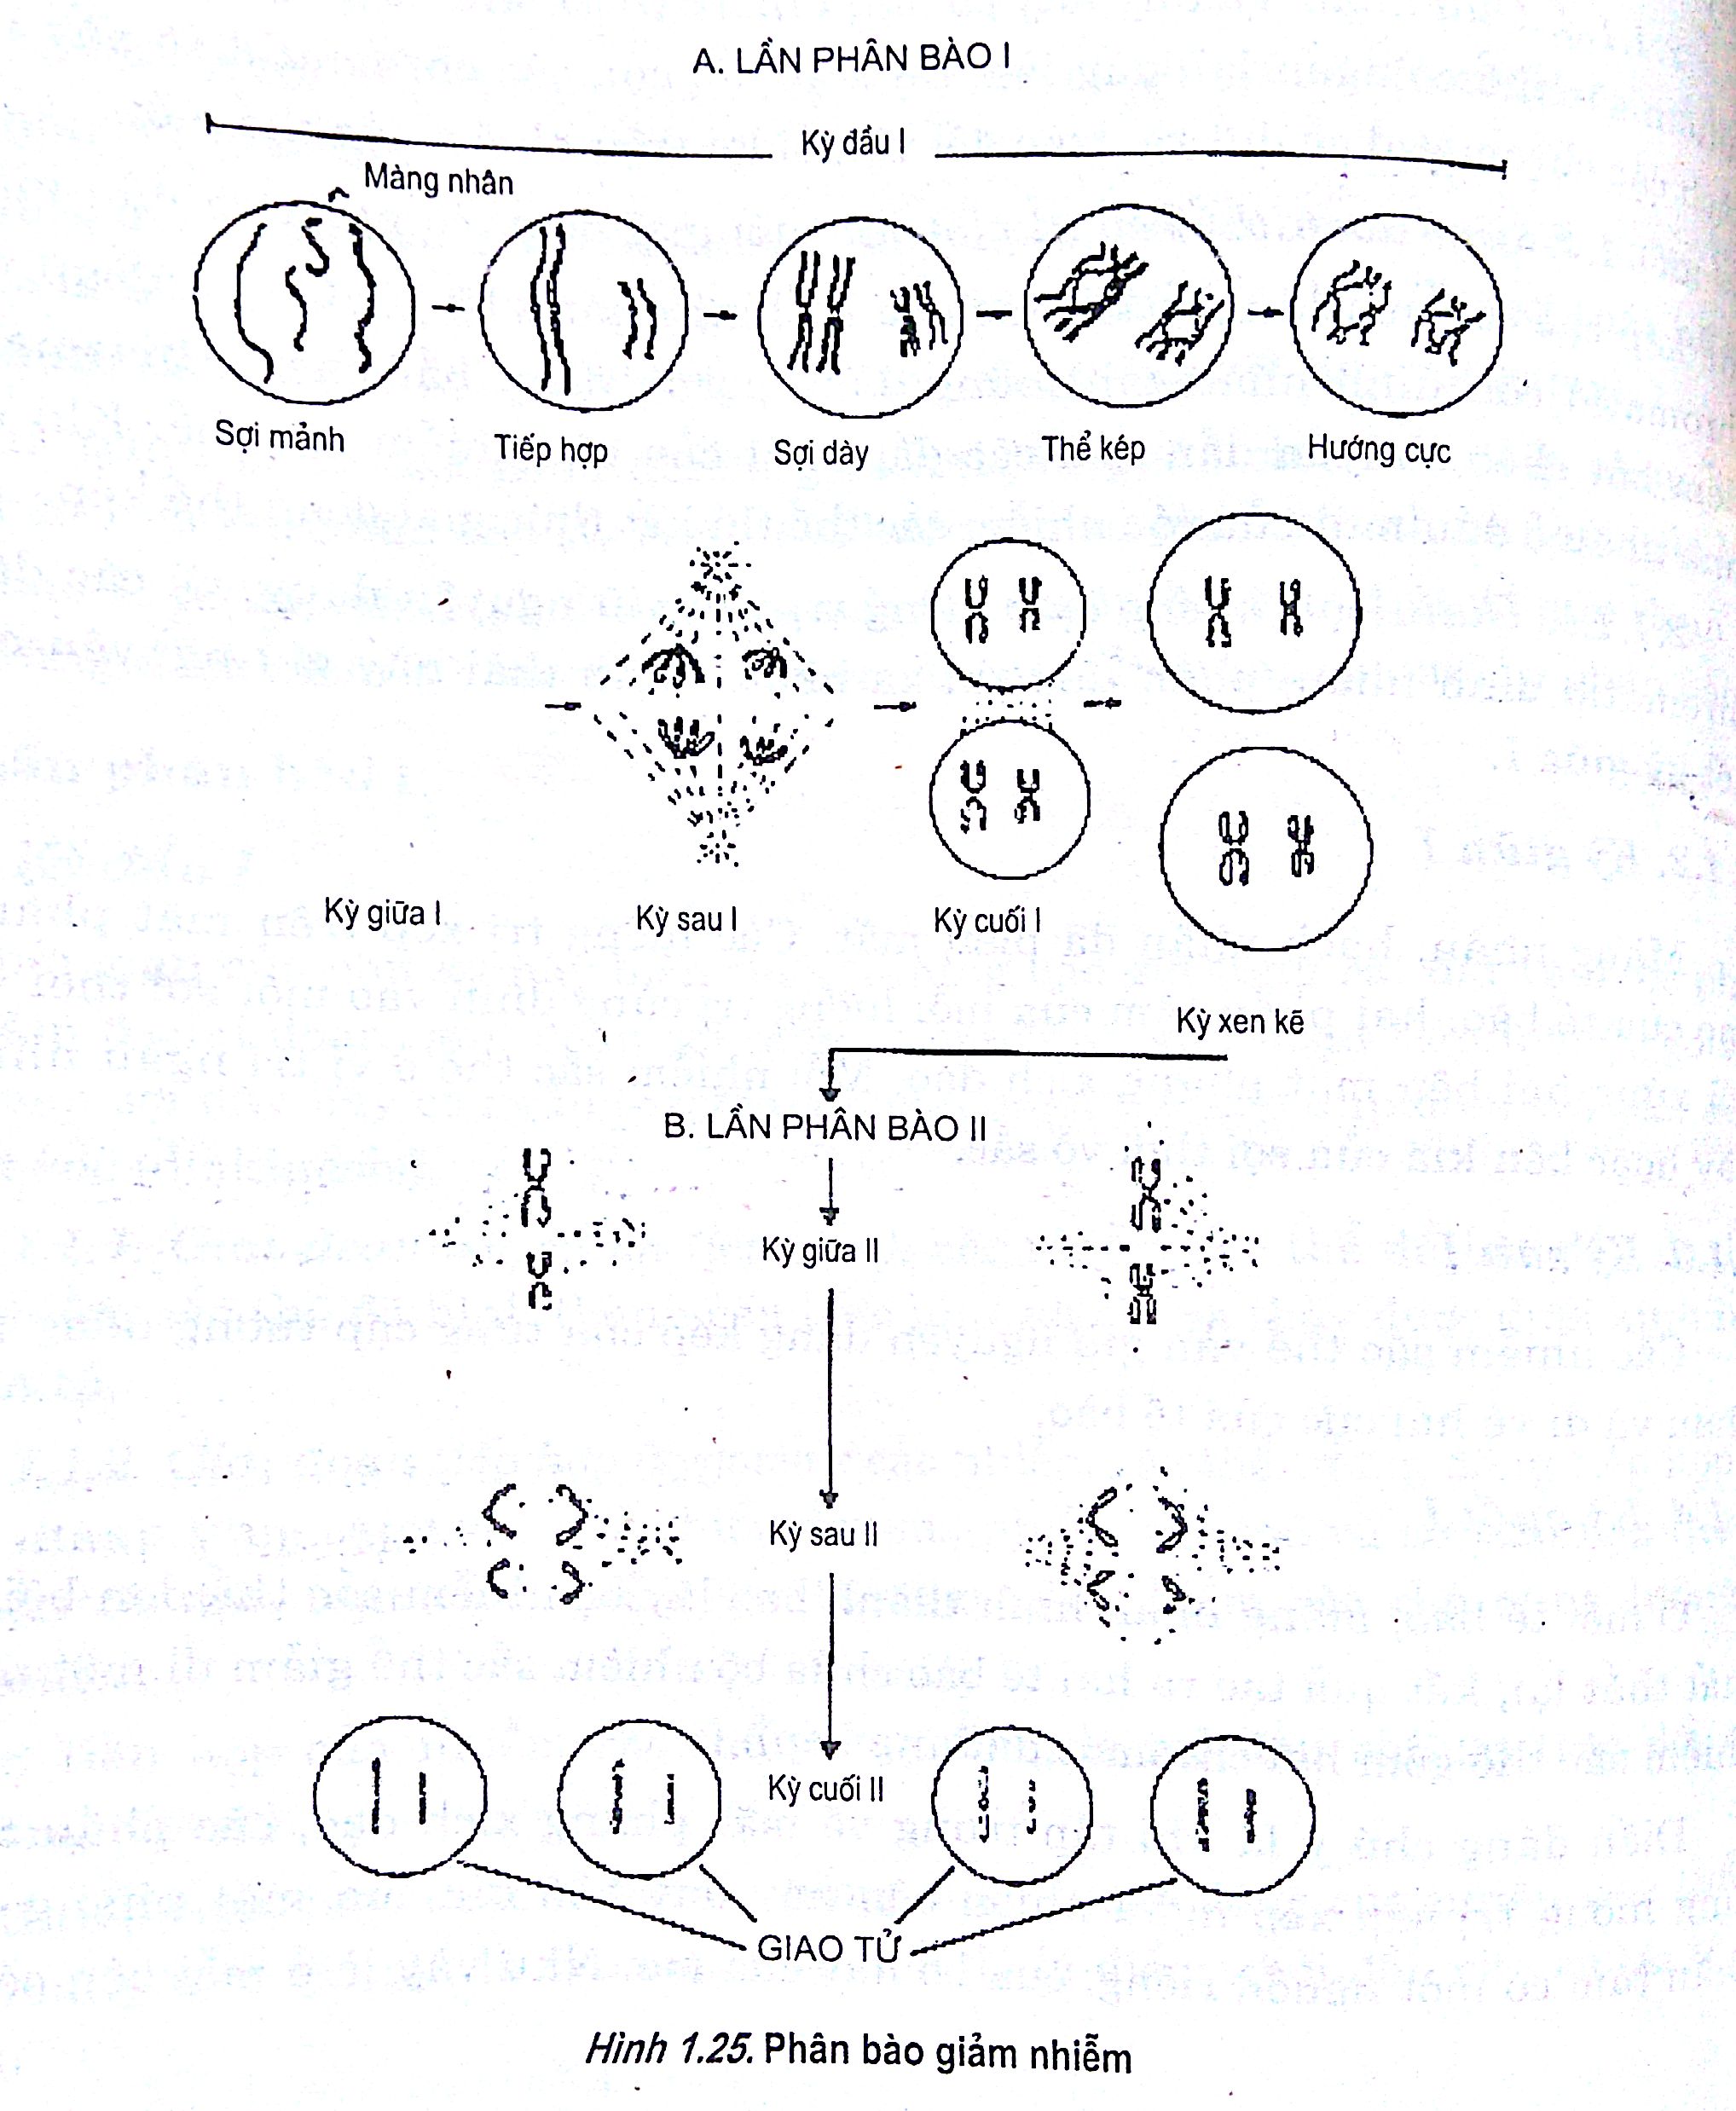 A. LẦN PHÂN BÀO I
Kỳ đầu I
Màng nhân
Sợi mảnh
Tiếp hợp
Sợi dày
Thể kép
Hướng cực
Kỳ giữa I
Kỳ sau I
Kỳ cuối I
Kỳ xen kẽ
B. LẦN PHÂN BÀO II
Kỳ giữa II
Kỳ sau II
Kỳ cuối II
GIAO TỬ
Hình 1.25. Phân bào giảm nhiễm